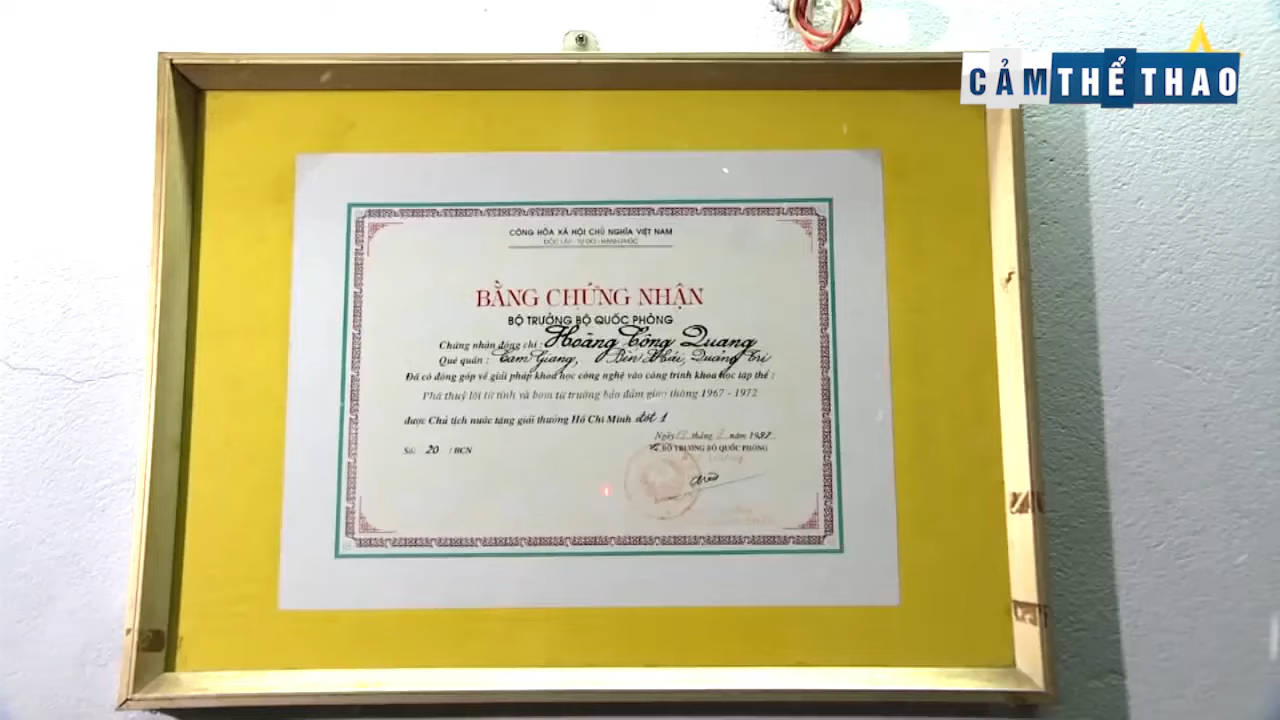 CẢM THỂ THAO
CỘNG HÒA XÃ HỘI CHỦ NGHĨA VIỆT NAM
ĐỘC LẬP - TỰ DO - HẠNH PHÚC
BẰNG CHỨNG NHẬN
BỘ TRƯỞNG BỘ QUỐC PHÒNG
Chứng nhận đồng chí : Hoàng Công Quang
Quê quán : Cam Giang, Bến Hải, Quảng Trị
Đã có đóng góp về giải pháp khoa học công nghệ vào công trình khoa học tập thể :
Phá thuỷ lôi từ tính và bom từ trường bảo đảm giao thông 1967 - 1972
được Chủ tịch nước tặng giải thưởng Hồ Chí Minh đợt 1
Ngày tháng năm 1997
Số: 20 / BCN
BỘ TRƯỞNG BỘ QUỐC PHÒNG